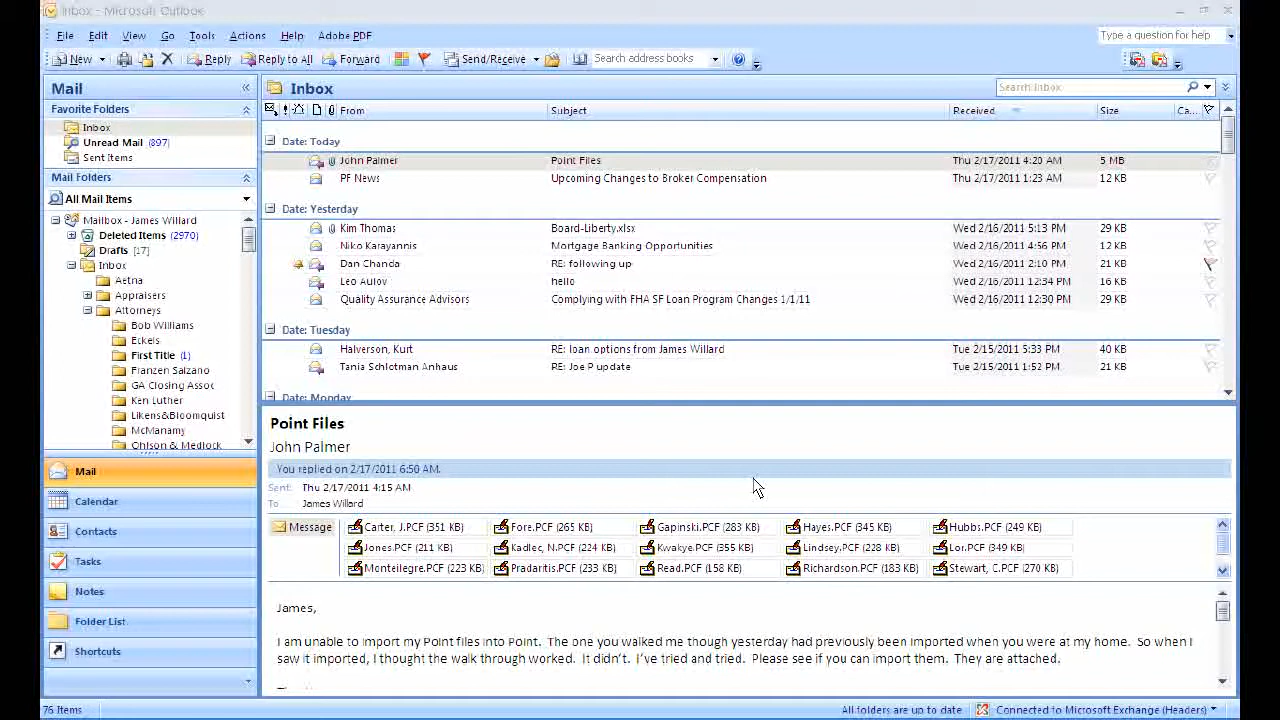 Inbox - Microsoft Outlook
File Edit View Go Tools Actions Help Adobe PDF
Type a question for help
New Reply Reply to All Forward Send/Receive Search address books
Mail
Favorite Folders
Inbox
Unread Mail (897)
Sent Items
Mail Folders
All Mail Items
Mailbox - James Willard
Deleted Items (2970)
Drafts [17]
Inbox
Aetna
Appraisers
Attorneys
Bob Williams
Eckels
First Title (1)
Franzen Salzano
GA Closing Assoc
Ken Luther
Likens&Bloomquist
McManamy
Ohlson & Medlock
Mail
Calendar
Contacts
Tasks
Notes
Folder List
Shortcuts
Inbox
Search Inbox
From Subject Received Size Ca...
Date: Today
John Palmer Point Files Thu 2/17/2011 4:20 AM 5 MB
PF News Upcoming Changes to Broker Compensation Thu 2/17/2011 1:23 AM 12 KB
Date: Yesterday
Kim Thomas Board-Liberty.xlsx Wed 2/16/2011 5:13 PM 29 KB
Niko Karayannis Mortgage Banking Opportunities Wed 2/16/2011 4:56 PM 12 KB
Dan Chanda RE: following up Wed 2/16/2011 2:10 PM 21 KB
Leo Aulov hello Wed 2/16/2011 12:34 PM 16 KB
Quality Assurance Advisors Complying with FHA SF Loan Program Changes 1/1/11 Wed 2/16/2011 12:30 PM 29 KB
Date: Tuesday
Halverson, Kurt RE: loan options from James Willard Tue 2/15/2011 5:33 PM 40 KB
Tania Schlotman Anhaus RE: Joe P update Tue 2/15/2011 1:52 PM 21 KB
Date: Monday
Point Files
John Palmer
You replied on 2/17/2011 6:50 AM.
Sent: Thu 2/17/2011 4:15 AM
To: James Willard
Message Carter, J.PCF (351 KB) Fore.PCF (265 KB) Gapinski.PCF (283 KB) Hayes.PCF (345 KB) Hubbs.PCF (249 KB)
Jones.PCF (211 KB) Kadlec, N.PCF (224 KB) Kwakye.PCF (355 KB) Lindsey.PCF (228 KB) (349 KB)
Monteilegre.PCF (223 KB) Pradaritis.PCF (233 KB) Read.PCF (158 KB) Richardson.PCF (183 KB) Stewart, C.PCF (270 KB)
James,
I am unable to import my Point files into Point. The one you walked me though yesterday had previously been imported when you were at my home. So when I
saw it imported, I thought the walk through worked. It didn't. I've tried and tried. Please see if you can import them. They are attached.
76 Items
All folders are up to date Connected to Microsoft Exchange (Headers)